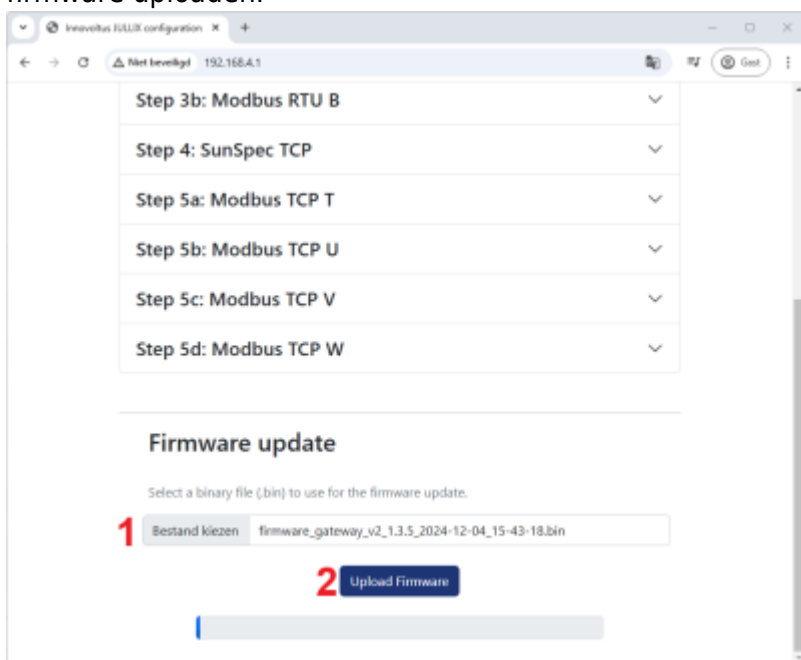 firmware uploaden.
Innovoltus JULLIX configuration
Niet beveiligd 192.168.4.1 Gast
Step 3b: Modbus RTU B
Step 4: SunSpec TCP
Step 5a: Modbus TCP T
Step 5b: Modbus TCP U
Step 5c: Modbus TCP V
Step 5d: Modbus TCP W
Firmware update
Select a binary file (.bin) to use for the firmware update.
1 Bestand kiezen firmware_gateway_v2_1.3.5_2024-12-04_15-43-18.bin
2 Upload Firmware